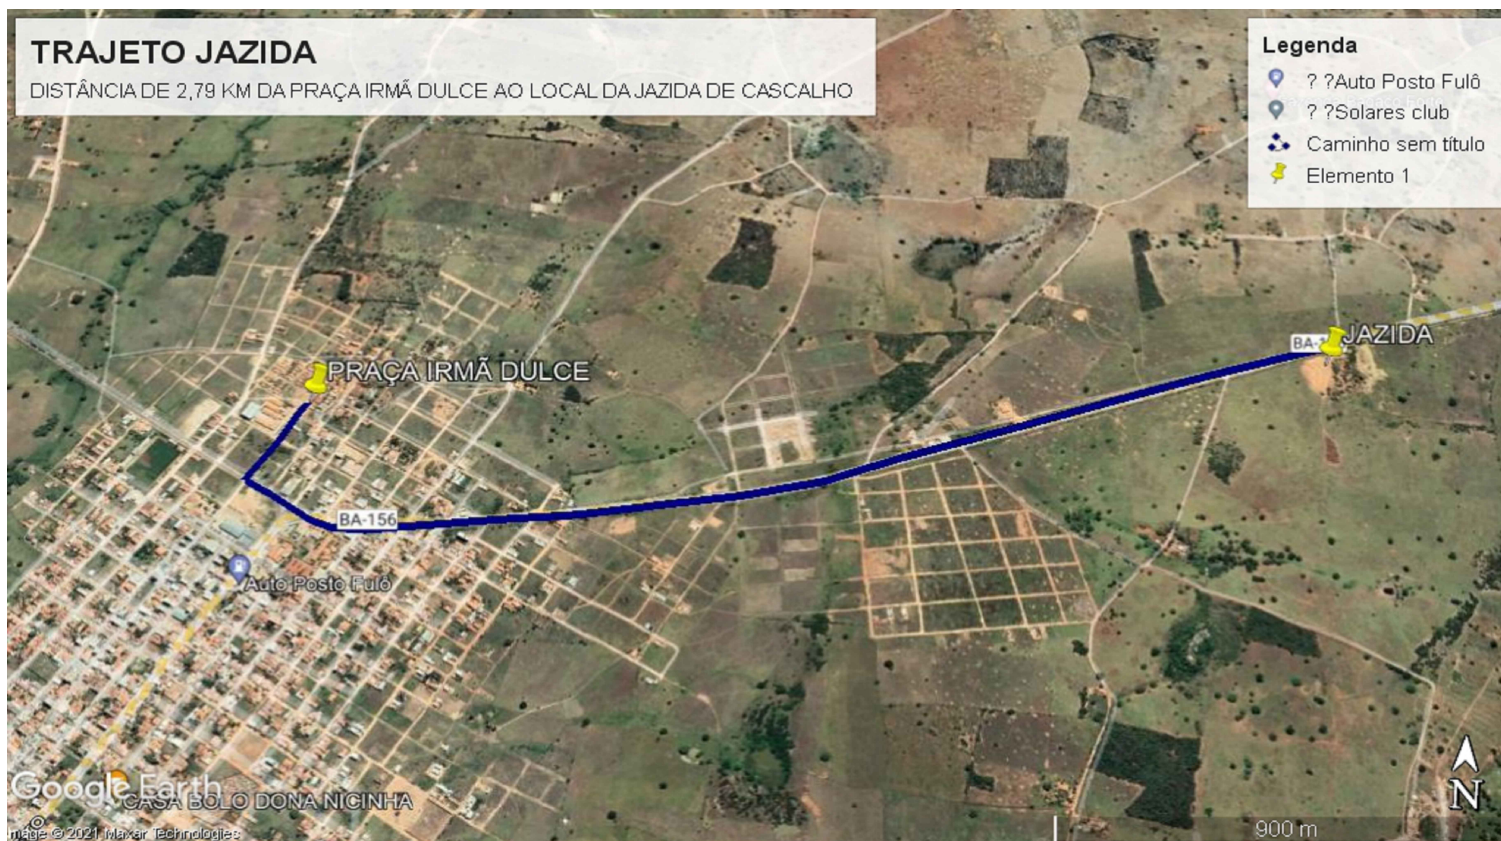 TRAJETO JAZIDA
DISTÂNCIA DE 2,79 KM DA PRAÇA IRMÃ DULCE AO LOCAL DA JAZIDA DE CASCALHO
Legenda
? ?Auto Posto Fulô
? ?Solares club
Caminho sem título
Elemento 1
JAZIDA
PRAÇA IRMÃ DULCE
BA-156
Auto Posto Fulô
Google Earth
CASA BOLO DONA NICINHA
Image © 2021 Maxar Technologies
900 m
N